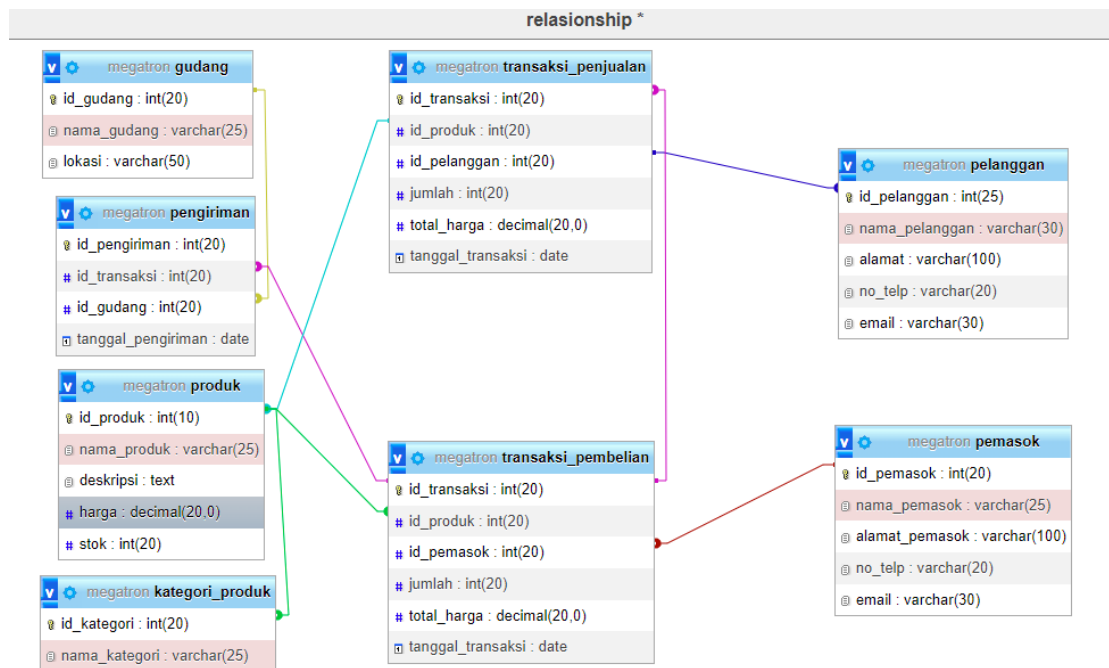 relasionship *
megatron gudang
id_gudang : int(20)
nama_gudang : varchar(25)
lokasi : varchar(50)
megatron pengiriman
id_pengiriman : int(20)
id_transaksi : int(20)
id_gudang : int(20)
tanggal_pengiriman : date
megatron produk
id_produk : int(10)
nama_produk : varchar(25)
deskripsi : text
harga : decimal(20,0)
stok : int(20)
megatron kategori_produk
id_kategori : int(20)
nama_kategori : varchar(25)
megatron transaksi_penjualan
id_transaksi : int(20)
id_produk : int(20)
id_pelanggan : int(20)
jumlah : int(20)
total_harga : decimal(20,0)
tanggal_transaksi : date
megatron transaksi_pembelian
id_transaksi : int(20)
id_produk : int(20)
id_pemasok : int(20)
jumlah : int(20)
total_harga : decimal(20,0)
tanggal_transaksi : date
megatron pelanggan
id_pelanggan : int(25)
nama_pelanggan : varchar(30)
alamat : varchar(100)
no_telp : varchar(20)
email : varchar(30)
megatron pemasok
id_pemasok : int(20)
nama_pemasok : varchar(25)
alamat_pemasok : varchar(100)
no_telp : varchar(20)
email : varchar(30)